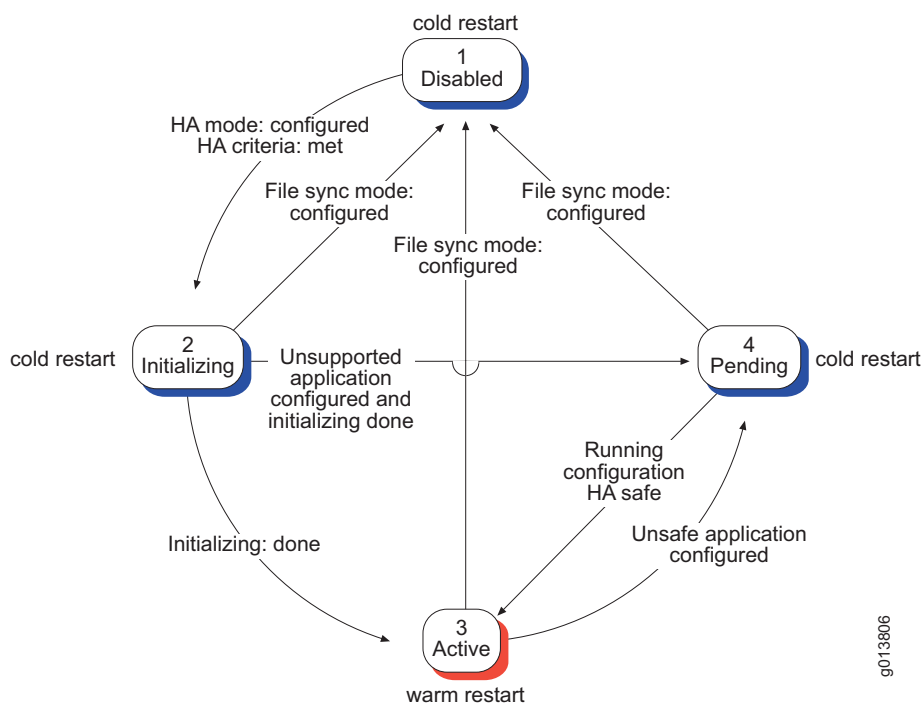 cold restart
1
Disabled
HA mode: configured
HA criteria: met
File sync mode:
configured
File sync mode:
configured
File sync mode:
configured
cold restart
2
Initializing
Unsupported
application
configured and
initializing done
4
Pending
cold restart
Running
configuration
HA safe
Unsafe application
configured
Initializing: done
3
Active
warm restart
g013806